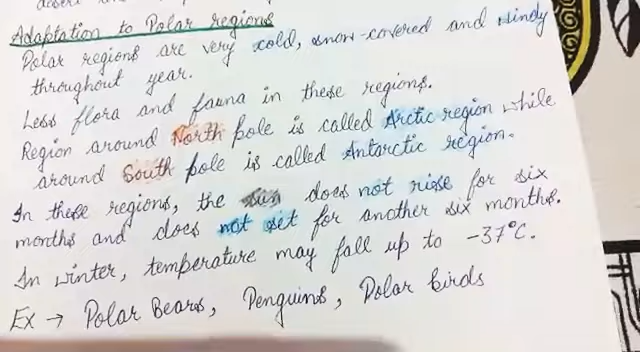 Adaptation to Polar regions
Polar regions are very cold, snow-covered and windy
throughout year.
Less flora and fauna in these regions.
Region around North pole is called Arctic region while
around South pole is called Antarctic region.
In these regions, the sun does not rise for six
months and does not set for another six months.
In winter, temperature may fall up to -37°C.
Ex → Polar Bears, Penguins, Polar birds